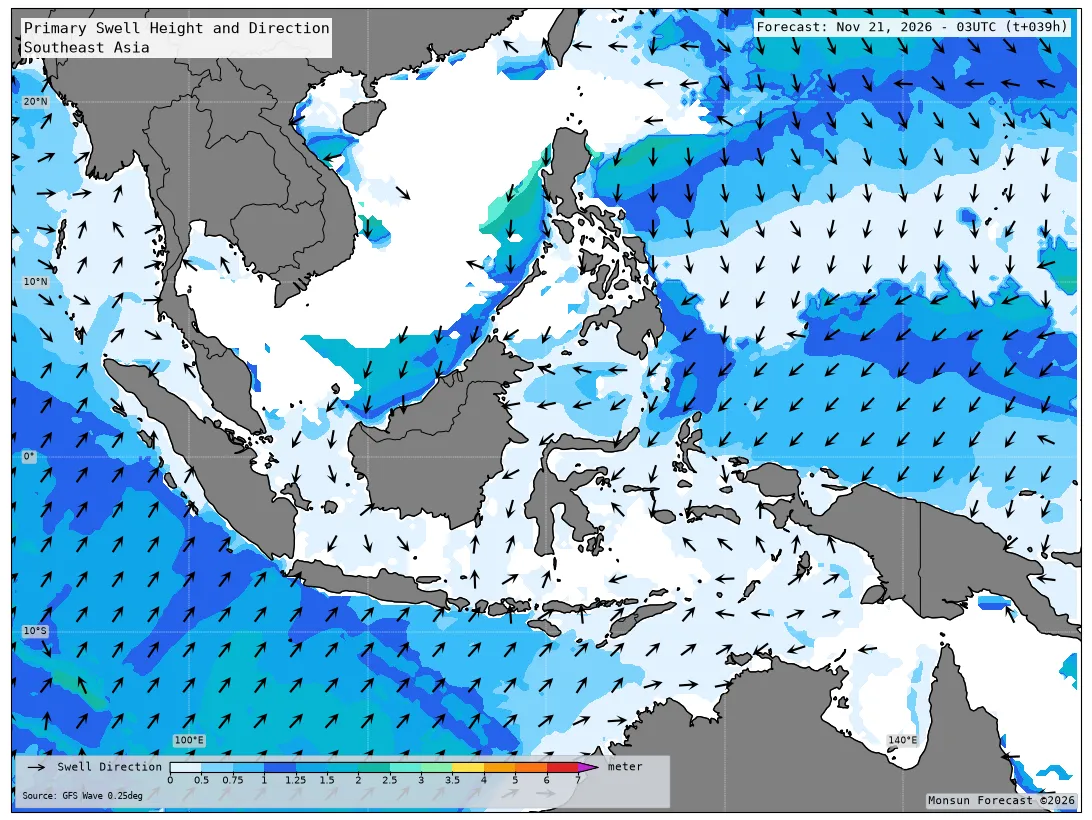 Primary Swell Height and Direction
Southeast Asia
Forecast: Nov 21, 2026 - 03UTC (t+039h)
20°N
10°N
0°
10°S
100°E
140°E
Swell Direction
0 0.5 0.75 1 1.25 1.5 2 2.5 3 3.5 4 5 6 7
meter
Source: GFS Wave 0.25deg
Monsun Forecast ©2026